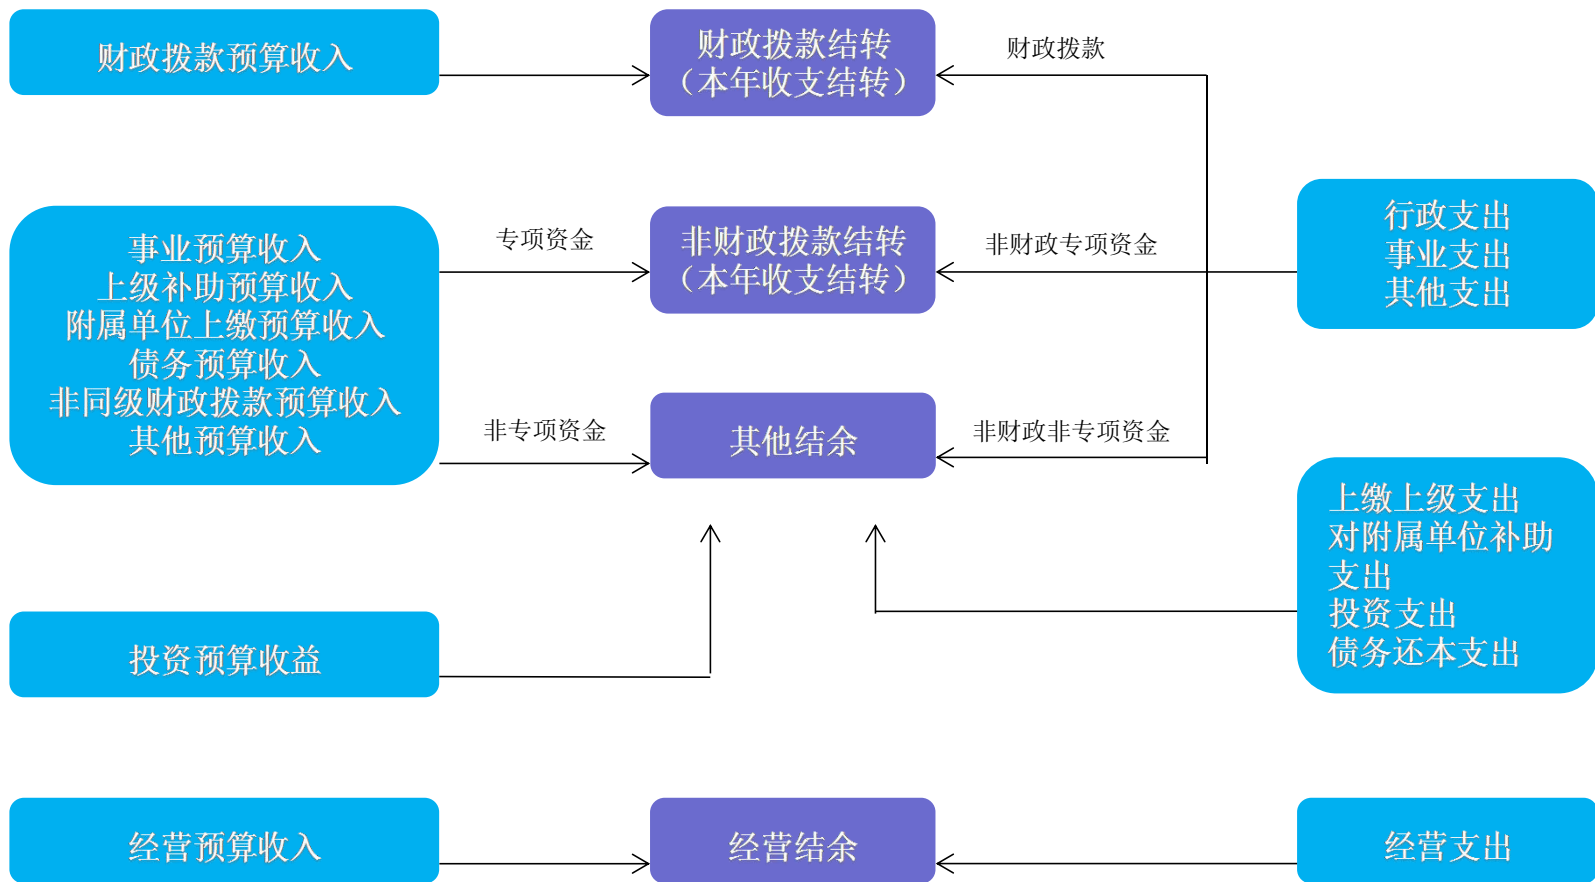 财政拨款预算收入
财政拨款结转
（本年收支结转）
财政拨款
事业预算收入
上级补助预算收入
附属单位上缴预算收入
债务预算收入
非同级财政拨款预算收入
其他预算收入
专项资金
非财政拨款结转
（本年收支结转）
非财政专项资金
行政支出
事业支出
其他支出
非专项资金
其他结余
非财政非专项资金
上缴上级支出
对附属单位补助
支出
投资支出
债务还本支出
投资预算收益
经营预算收入
经营结余
经营支出